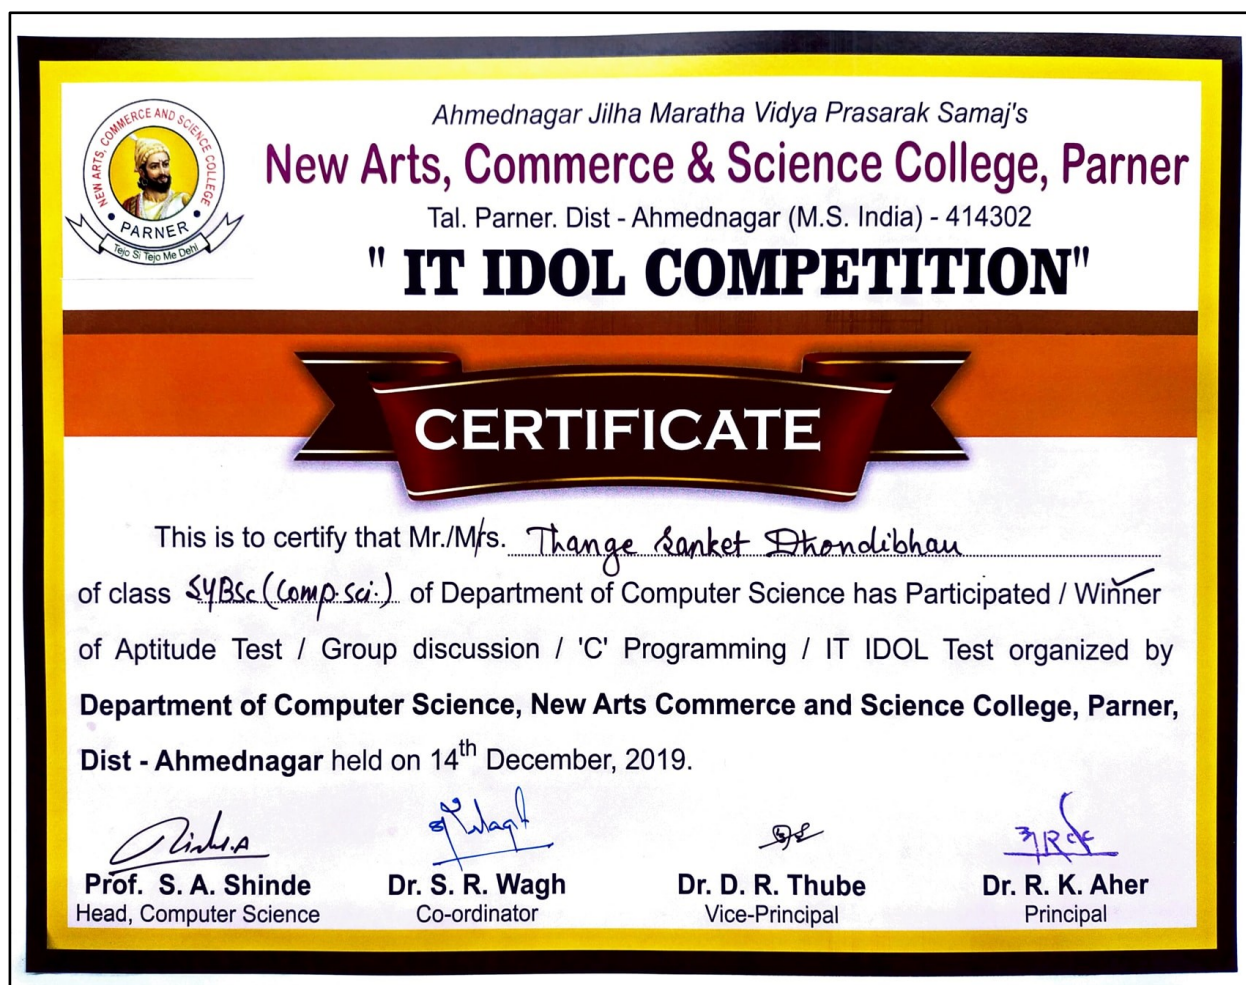 NEW ARTS, COMMERCE AND SCIENCE COLLEGE
PARNER
Tejo Si Tejo Me Dehi
Ahmednagar Jilha Maratha Vidya Prasarak Samaj's
New Arts, Commerce & Science College, Parner
Tal. Parner. Dist - Ahmednagar (M.S. India) - 414302
" IT IDOL COMPETITION"
CERTIFICATE
This is to certify that Mr./Mrs. Thange Sanket Dhondibhau
of class SYBSc (Comp. Sci.) of Department of Computer Science has Participated / Winner
of Aptitude Test / Group discussion / 'C' Programming / IT IDOL Test organized by
Department of Computer Science, New Arts Commerce and Science College, Parner,
Dist - Ahmednagar held on 14th December, 2019.
Prof. S. A. Shinde Dr. S. R. Wagh Dr. D. R. Thube Dr. R. K. Aher
Head, Computer Science Co-ordinator Vice-Principal Principal